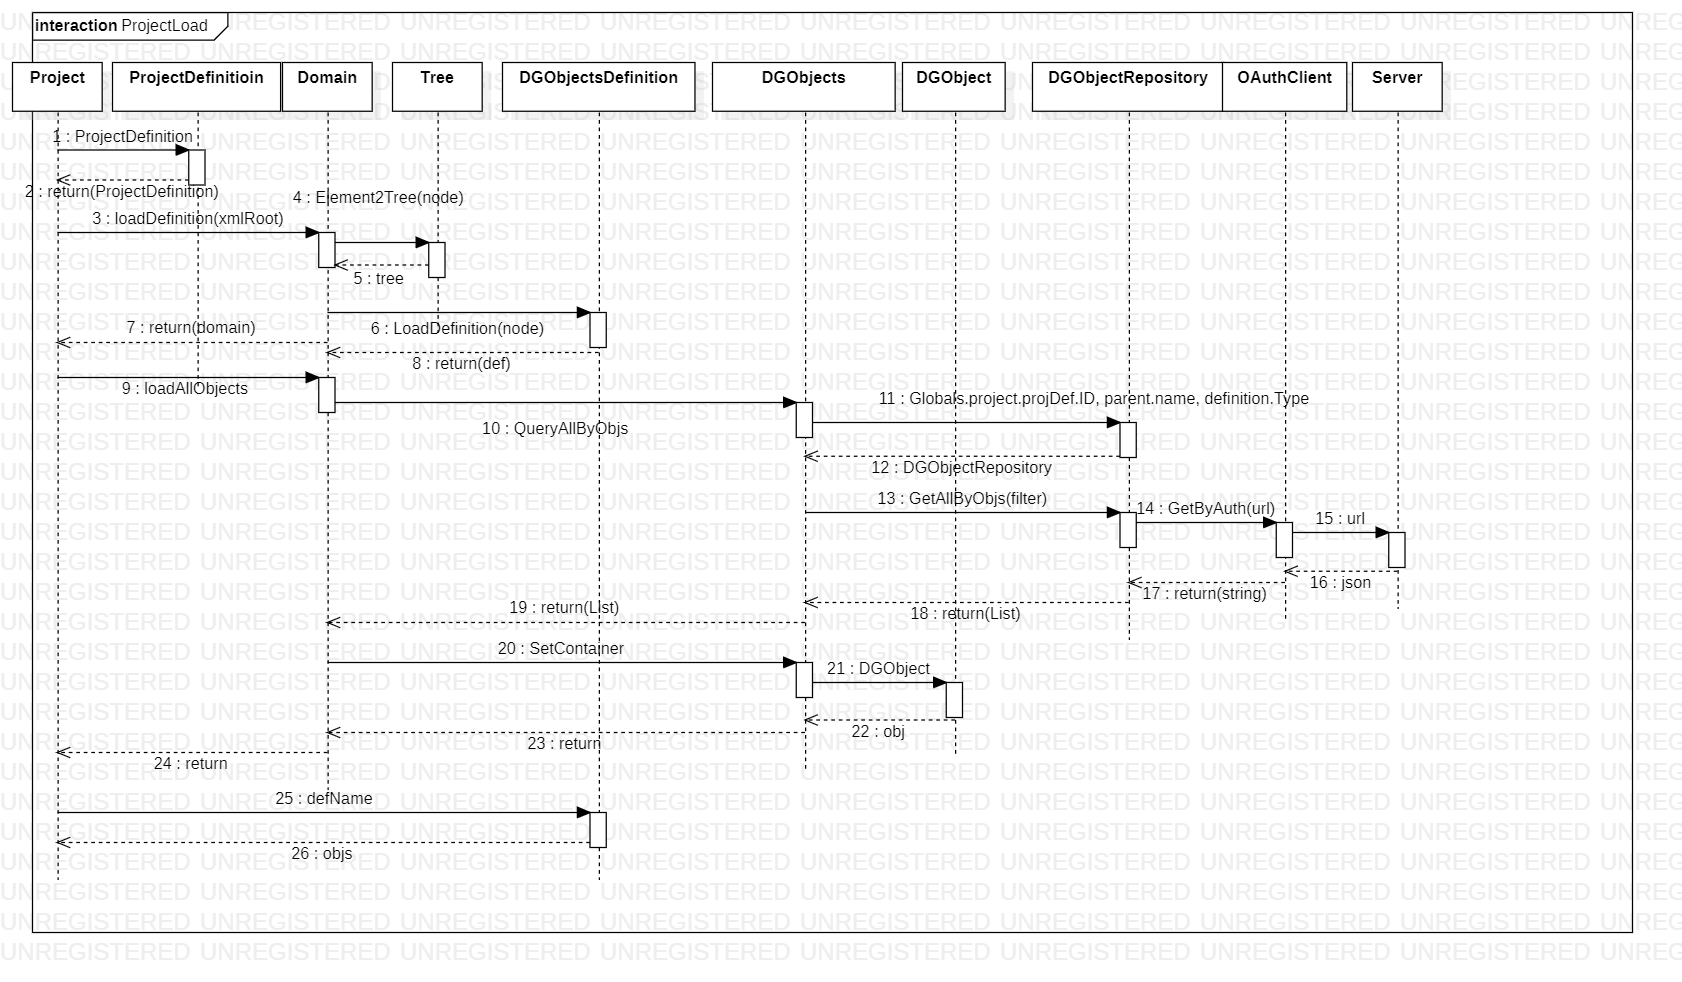 interaction ProjectLoad
Project
ProjectDefinitioin
Domain
Tree
DGObjectsDefinition
DGObjects
DGObject
DGObjectRepository
OAuthClient
Server
1 : ProjectDefinition
2 : return(ProjectDefinition)
4 : Element2Tree(node)
3 : loadDefinition(xmlRoot)
5 : tree
7 : return(domain)
6 : LoadDefinition(node)
8 : return(def)
9 : loadAllObjects
11 : Globals.project.projDef.ID, parent.name, definition.Type
10 : QueryAllByObjs
12 : DGObjectRepository
13 : GetAllByObjs(filter)
14 : GetByAuth(url)
15 : url
16 : json
17 : return(string)
19 : return(List)
18 : return(List)
20 : SetContainer
21 : DGObject
22 : obj
23 : return
24 : return
25 : defName
26 : objs
UNREGISTERED